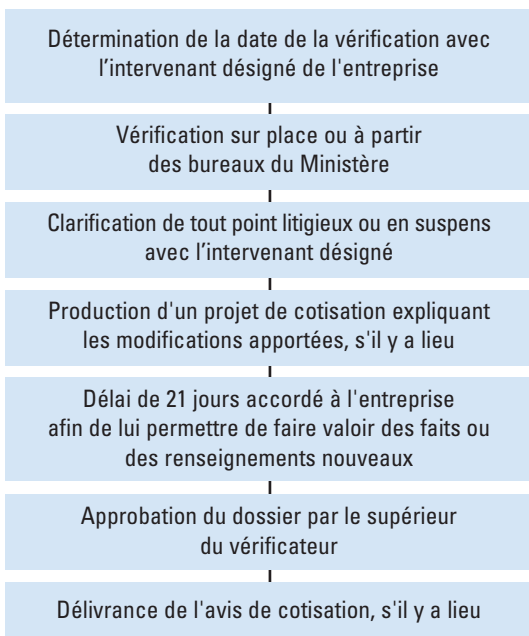 Détermination de la date de la vérification avec
l’intervenant désigné de l'entreprise
Vérification sur place ou à partir
des bureaux du Ministère
Clarification de tout point litigieux ou en suspens
avec l’intervenant désigné
Production d'un projet de cotisation expliquant
les modifications apportées, s'il y a lieu
Délai de 21 jours accordé à l'entreprise
afin de lui permettre de faire valoir des faits ou
des renseignements nouveaux
Approbation du dossier par le supérieur
du vérificateur
Délivrance de l'avis de cotisation, s'il y a lieu